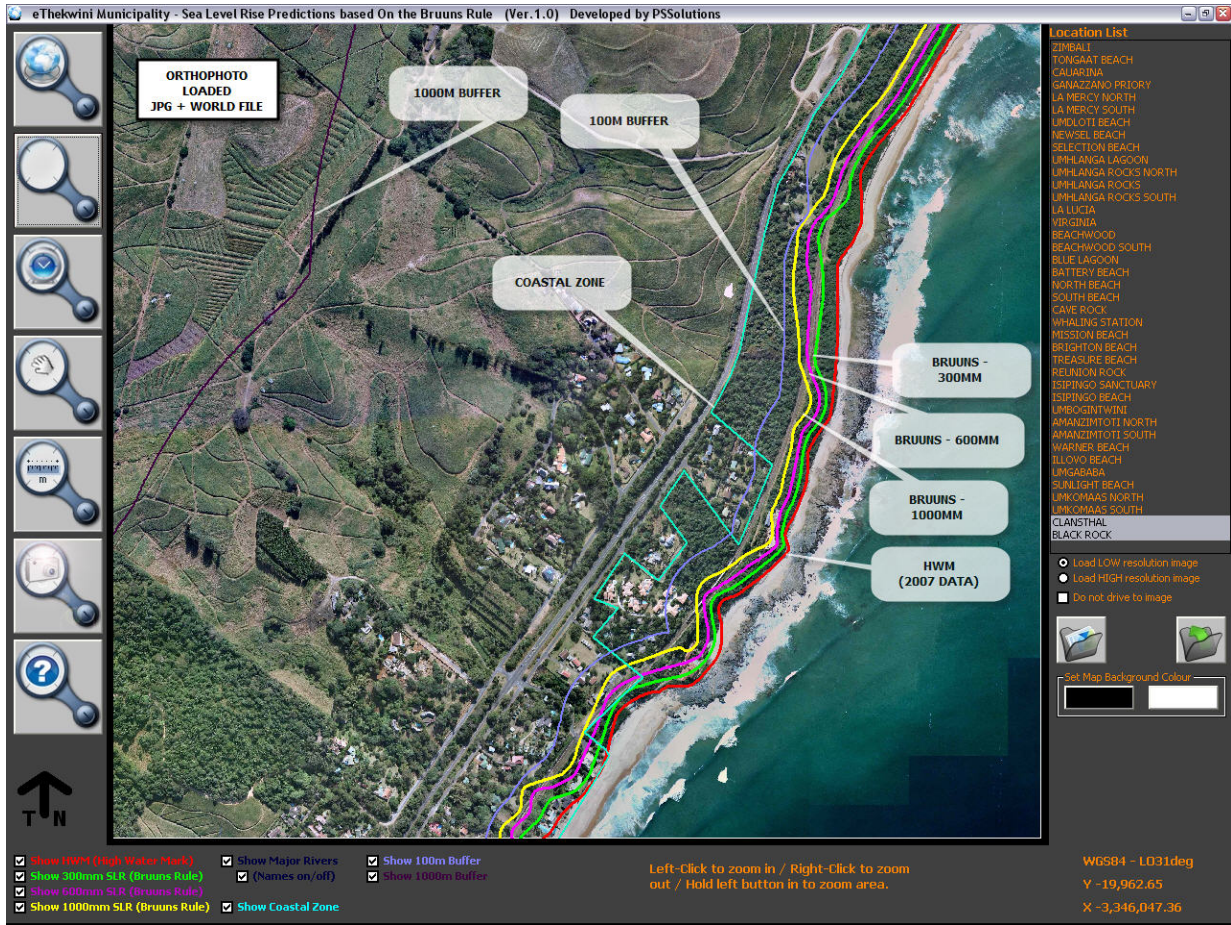 eThekwini Municipality - Sea Level Rise Predictions based On the Bruuns Rule (Ver.1.0) Developed by PSSolutions
ORTHOPHOTO
LOADED
JPG + WORLD FILE
1000M BUFFER
100M BUFFER
COASTAL ZONE
BRUUNS -
300MM
BRUUNS - 600MM
BRUUNS -
1000MM
HWM
(2007 DATA)
m
?
T N
Location List
ZIMBALI
TONGAAT BEACH
CAUARINA
GANAZZANO PRIORY
LA MERCY NORTH
LA MERCY SOUTH
UMDLOTI BEACH
NEWSEL BEACH
SELECTION BEACH
UMHLANGA LAGOON
UMHLANGA ROCKS NORTH
UMHLANGA ROCKS
UMHLANGA ROCKS SOUTH
LA LUCIA
VIRGINIA
BEACHWOOD
BEACHWOOD SOUTH
BLUE LAGOON
BATTERY BEACH
NORTH BEACH
SOUTH BEACH
CAVE ROCK
WHALING STATION
MISSION BEACH
BRIGHTON BEACH
TREASURE BEACH
REUNION ROCK
ISIPINGO SANCTUARY
ISIPINGO BEACH
UMBOGINTWINI
AMANZIMTOTI NORTH
AMANZIMTOTI SOUTH
WARNER BEACH
ILLOVO BEACH
UMGABABA
SUNLIGHT BEACH
UMKOMAAS NORTH
UMKOMAAS SOUTH
CLANSTHAL
BLACK ROCK
Load LOW resolution image
Load HIGH resolution image
Do not drive to image
Set Map Background Colour
Show HWM (High Water Mark)
Show 300mm SLR (Bruuns Rule)
Show 600mm SLR (Bruuns Rule)
Show 1000mm SLR (Bruuns Rule)
Show Major Rivers
(Names on/off)
Show Coastal Zone
Show 100m Buffer
Show 1000m Buffer
Left-Click to zoom in / Right-Click to zoom
out / Hold left button in to zoom area.
WGS84 - LO31deg
Y -19,962.65
X -3,346,047.36